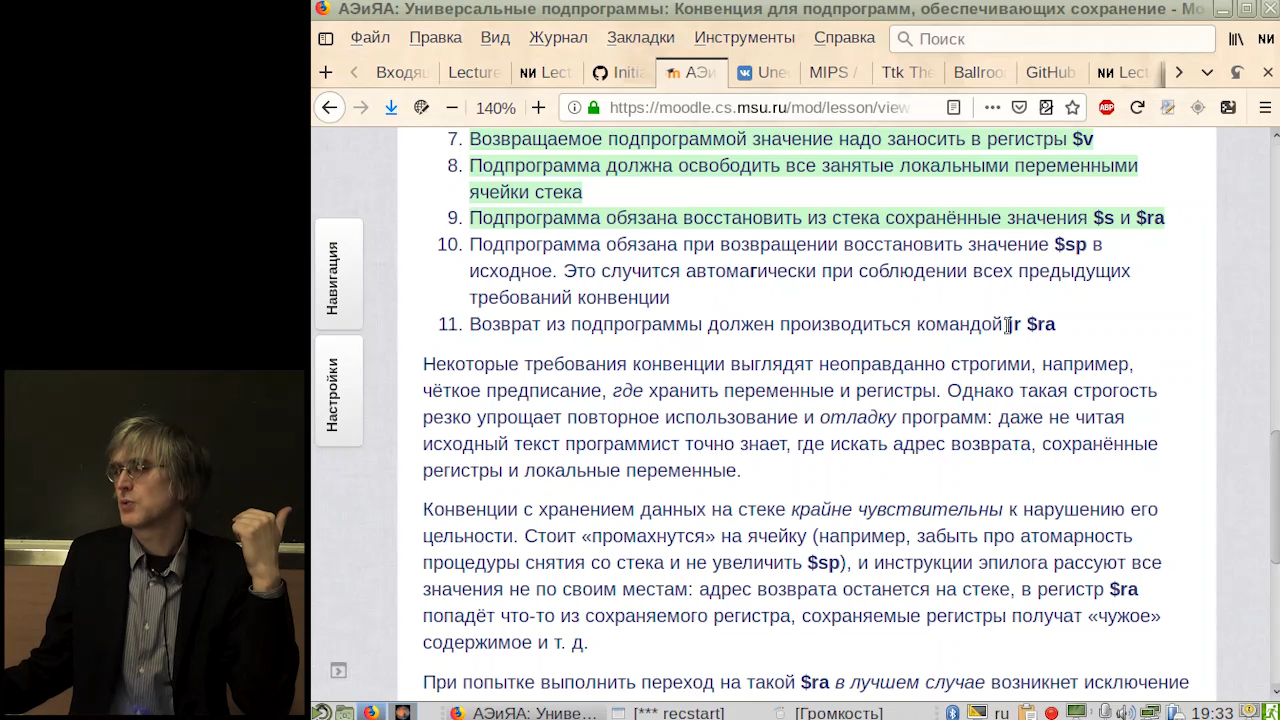 АЭиЯА: Универсальные подпрограммы: Конвенция для подпрограмм, обеспечивающих сохранение - Mo
Файл Правка Вид Журнал Закладки Инструменты Справка Поиск
Входящ Lecture Lect Initia АЭи Une MIPS / Ttk The Ballroo GitHub Lect
140% https://moodle.cs.msu.ru/mod/lesson/view ABP
7. Возвращаемое подпрограммой значение надо заносить в регистры $v
8. Подпрограмма должна освободить все занятые локальными переменными
ячейки стека
9. Подпрограмма обязана восстановить из стека сохранённые значения $s и $ra
10. Подпрограмма обязана при возвращении восстановить значение $sp в
исходное. Это случится автомагически при соблюдении всех предыдущих
требований конвенции
11. Возврат из подпрограммы должен производиться командой jr $ra
Навигация
Настройки
Некоторые требования конвенции выглядят неоправданно строгими, например,
чёткое предписание, где хранить переменные и регистры. Однако такая строгость
резко упрощает повторное использование и отладку программ: даже не читая
исходный текст программист точно знает, где искать адрес возврата, сохранённые
регистры и локальные переменные.
Конвенции с хранением данных на стеке крайне чувствительны к нарушению его
цельности. Стоит «промахнутся» на ячейку (например, забыть про атомарность
процедуры снятия со стека и не увеличить $sp), и инструкции эпилога рассуют все
значения не по своим местам: адрес возврата останется на стеке, в регистр $ra
попадёт что-то из сохраняемого регистра, сохраняемые регистры получат «чужое»
содержимое и т. д.
При попытке выполнить переход на такой $ra в лучшем случае возникнет исключение
АЭиЯА: Униве... [*** recstart] [Громкость] ru 19:33